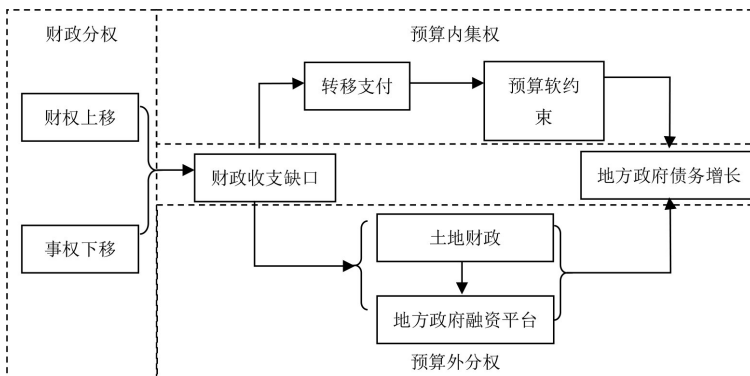 财政分权
预算内集权
转移支付
预算软约
束
财权上移
财政收支缺口
地方政府债务增长
事权下移
土地财政
地方政府融资平台
预算外分权